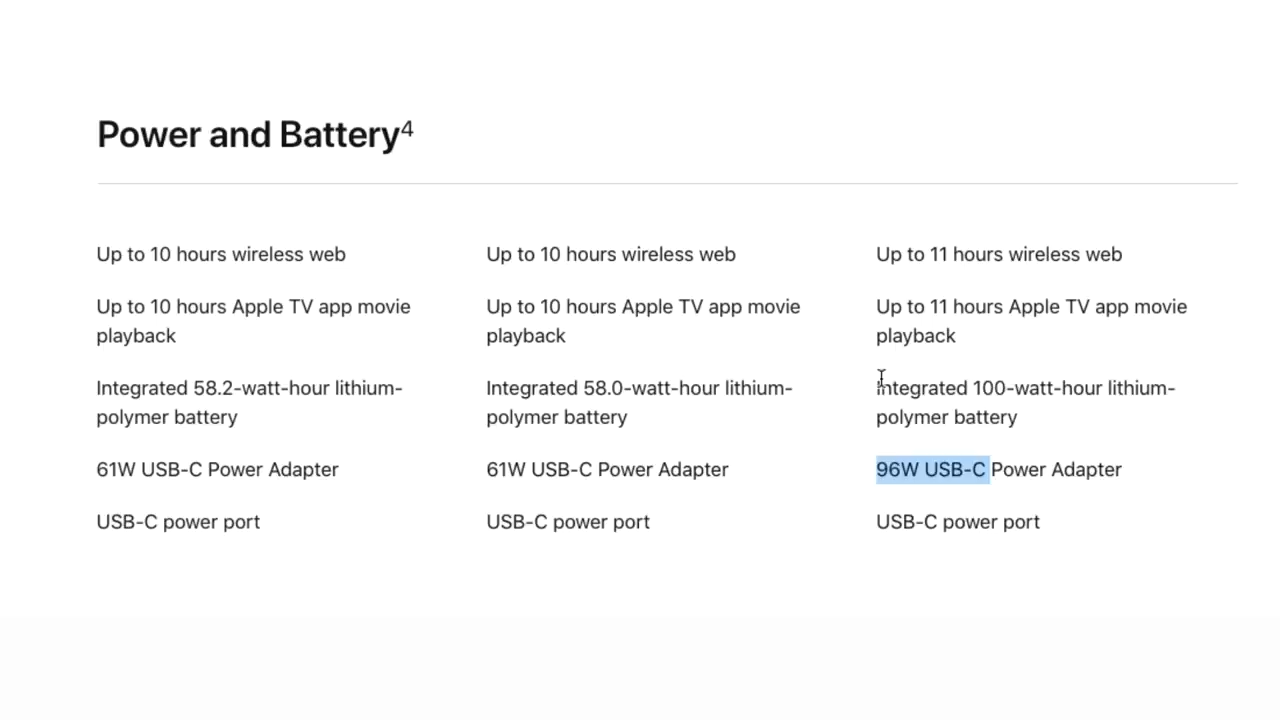 Power and Battery4
Up to 10 hours wireless web
Up to 10 hours Apple TV app movie
playback
Integrated 58.2-watt-hour lithium-
polymer battery
61W USB-C Power Adapter
USB-C power port
Up to 10 hours wireless web
Up to 10 hours Apple TV app movie
playback
Integrated 58.0-watt-hour lithium-
polymer battery
61W USB-C Power Adapter
USB-C power port
Up to 11 hours wireless web
Up to 11 hours Apple TV app movie
playback
Integrated 100-watt-hour lithium-
polymer battery
96W USB-C Power Adapter
USB-C power port